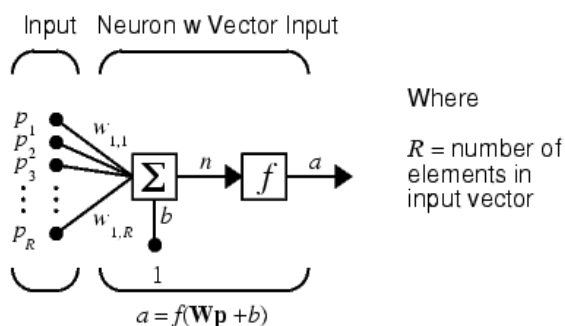 Input Neuron w Vector Input
Where
p1
w1,1
p2
p3
Σ n f a
R = number of
elements in
input vector
b
pR
w1,R
1
a = f(Wp +b)